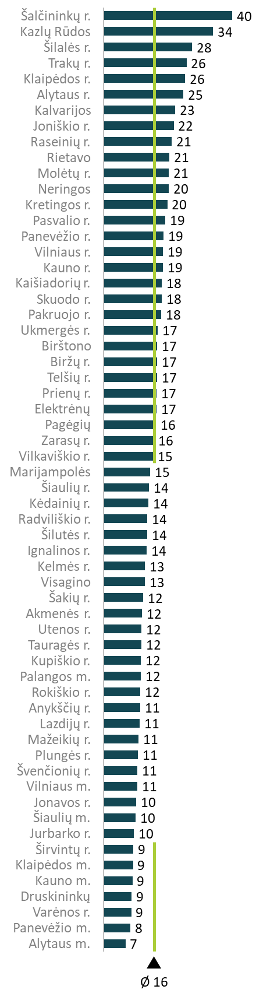 Šalčininkų r. 40
Kazlų Rūdos 34
Šilalės r. 28
Trakų r. 26
Klaipėdos r. 26
Alytaus r. 25
Kalvarijos 23
Joniškio r. 22
Raseinių r. 21
Rietavo 21
Molėtų r. 21
Neringos 20
Kretingos r. 20
Pasvalio r. 19
Panevėžio r. 19
Vilniaus r. 19
Kauno r. 19
Kaišiadorių r. 18
Skuodo r. 18
Pakruojo r. 18
Ukmergės r. 17
Birštono 17
Biržų r. 17
Telšių r. 17
Prienų r. 17
Elektrėnų 17
Pagėgių 16
Zarasų r. 16
Vilkaviškio r. 15
Marijampolės 15
Šiaulių r. 14
Kėdainių r. 14
Radviliškio r. 14
Šilutės r. 14
Ignalinos r. 14
Kelmės r. 13
Visagino 13
Šakių r. 12
Akmenės r. 12
Utenos r. 12
Tauragės r. 12
Kupiškio r. 12
Palangos m. 12
Rokiškio r. 12
Anykščių r. 11
Lazdijų r. 11
Mažeikių r. 11
Plungės r. 11
Švenčionių r. 11
Vilniaus m. 11
Jonavos r. 10
Šiaulių m. 10
Jurbarko r. 10
Širvintų r. 9
Klaipėdos m. 9
Kauno m. 9
Druskininkų 9
Varėnos r. 9
Panevėžio m. 8
Alytaus m. 7
Ø 16